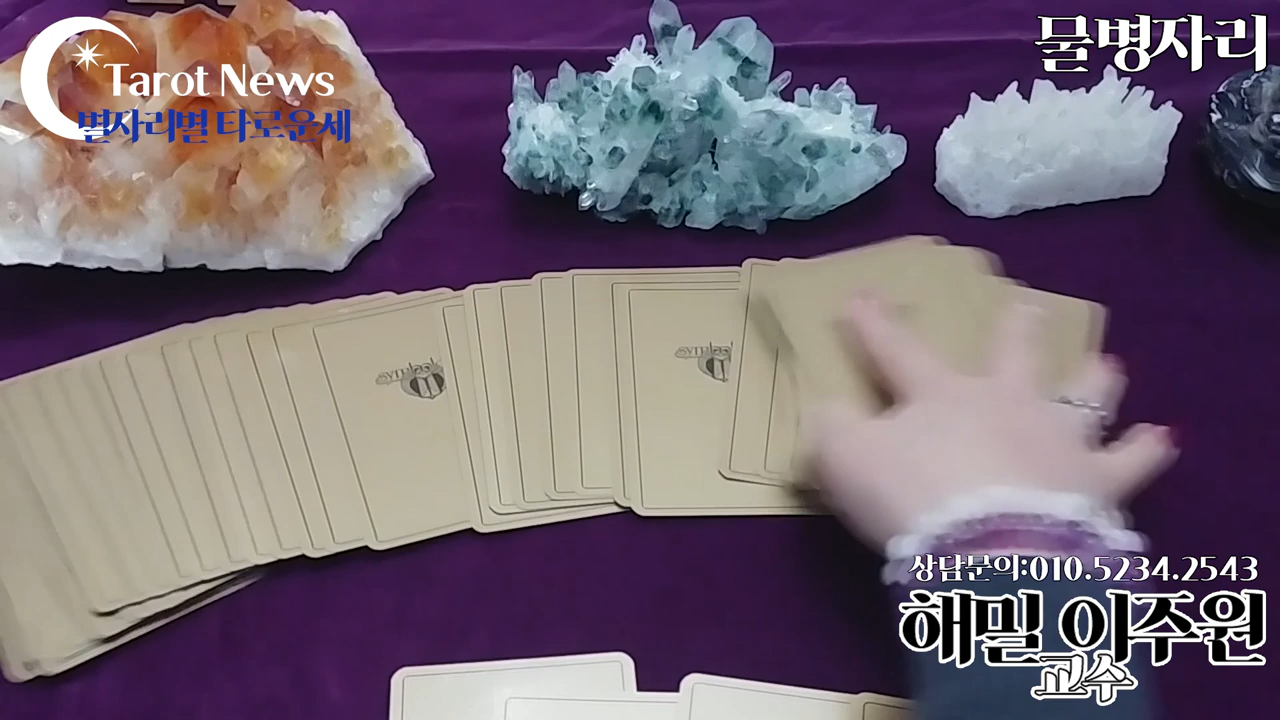 물병자리
Tarot News
별자리별 타로운세
상담문의:010.5234.2543
해밀 이주원
교수